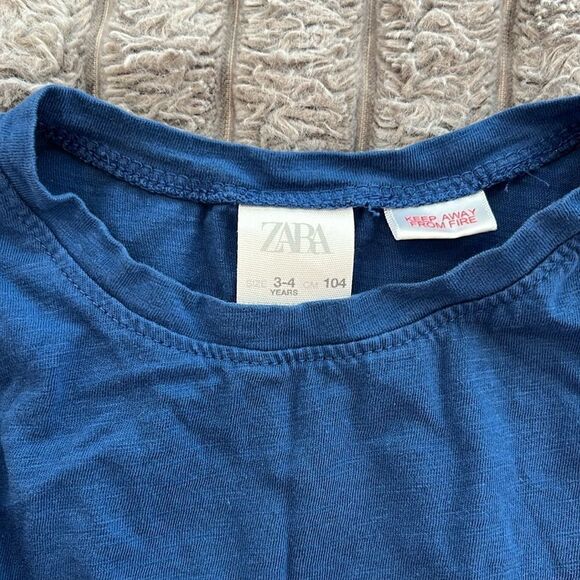 ZARA
SIZE 3-4 CM 104
YEARS
KEEP AWAY
FROM FIRE